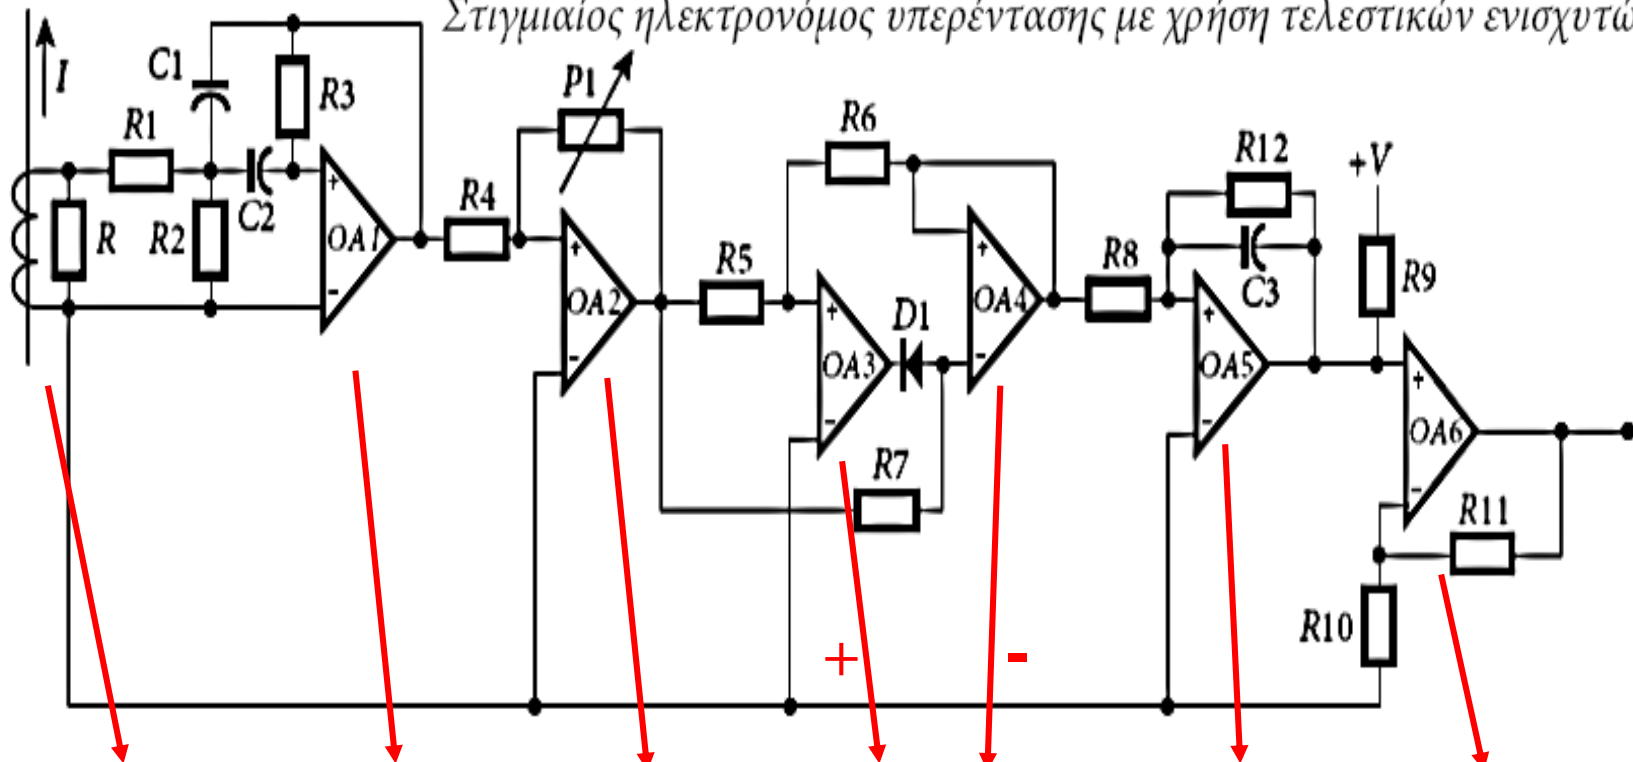 Στιγμιαίος ηλεκτρονόμος υπερέντασης με χρήση τελεστικών ενισχυτώ
I
C1
R1
R3
C2
R
R2
+
OA1
-
R4
P1
+
OA2
-
R5
R6
+
OA3
-
D1
R7
+
OA4
-
R8
R12
C3
+
OA5
-
+V
R9
+
OA6
-
R11
R10
+
-